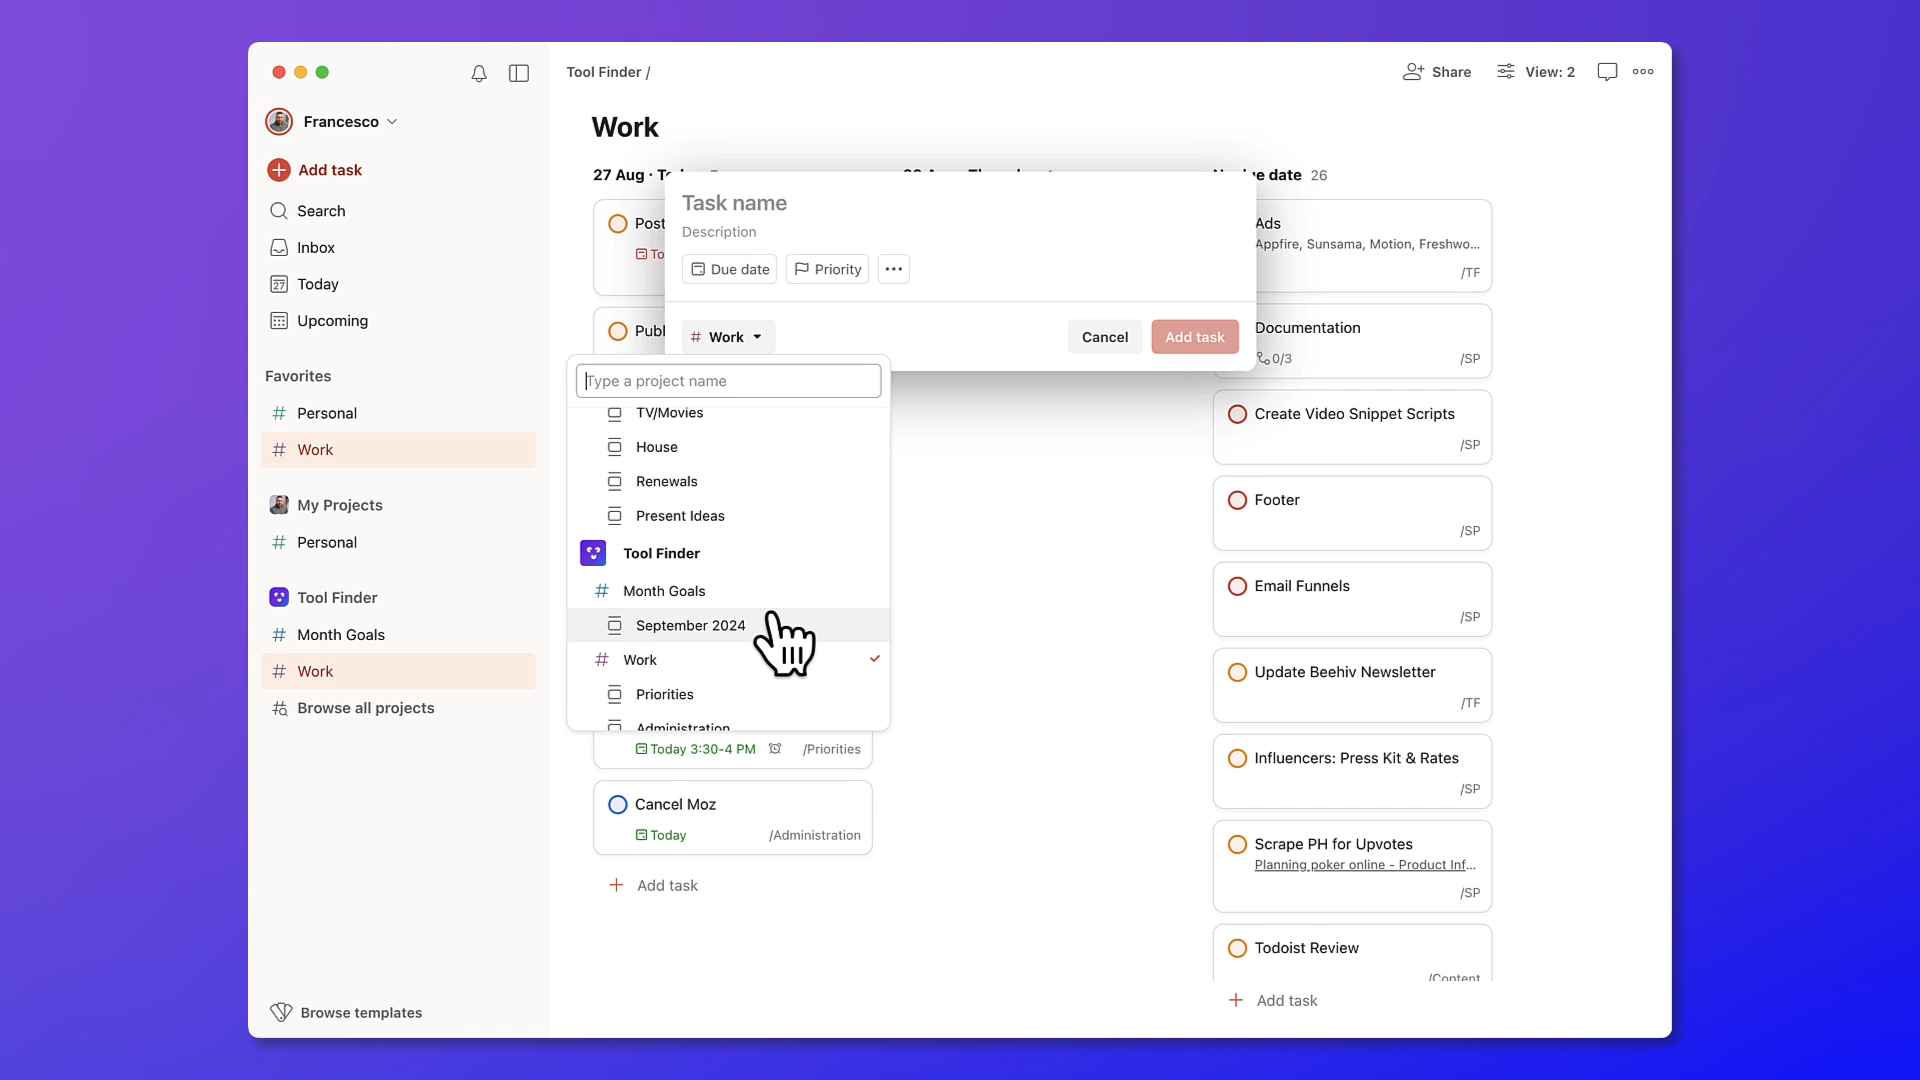 Francesco
Add task
Search
Inbox
27
Today
Upcoming
Favorites
Personal
Work
My Projects
Personal
Tool Finder
Month Goals
Work
Browse all projects
Browse templates
Tool Finder /
Share
View: 2
Work
27 Aug ·
due date 26
Task name
Description
Due date
Priority
Work
Cancel
Add task
Type a project name
TV/Movies
House
Renewals
Present Ideas
Tool Finder
Month Goals
September 2024
Work
Priorities
Administration
Post
Publ
Today 3:30-4 PM
/Priorities
Cancel Moz
Today
/Administration
Add task
Ads
Appfire, Sunsama, Motion, Freshwo...
/TF
Documentation
0/3
/SP
Create Video Snippet Scripts
/SP
Footer
/SP
Email Funnels
/SP
Update Beehiv Newsletter
/TF
Influencers: Press Kit & Rates
/SP
Scrape PH for Upvotes
Planning poker online - Product Inf...
/SP
Todoist Review
/Content
Add task